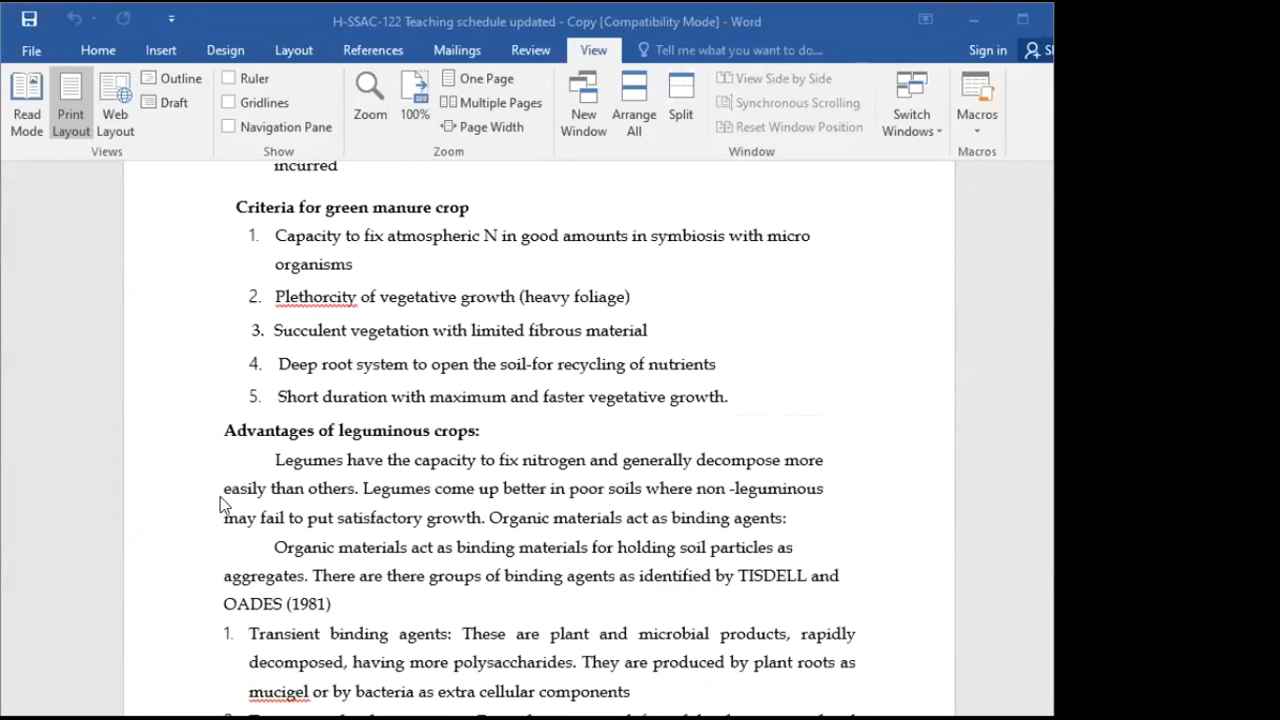 H-SSAC-122 Teaching schedule updated - Copy [Compatibility Mode] - Word
File Home Insert Design Layout References Mailings Review View Tell me what you want to do... Sign in
Read Mode
Print Layout
Web Layout
Outline
Draft
Views
Ruler
Gridlines
Navigation Pane
Show
Zoom
100%
One Page
Multiple Pages
Page Width
Zoom
New Window
Arrange All
Split
View Side by Side
Synchronous Scrolling
Reset Window Position
Window
Switch Windows
Macros
Macros
incurred
Criteria for green manure crop
1. Capacity to fix atmospheric N in good amounts in symbiosis with micro
organisms
2. Plethorcity of vegetative growth (heavy foliage)
3. Succulent vegetation with limited fibrous material
4. Deep root system to open the soil-for recycling of nutrients
5. Short duration with maximum and faster vegetative growth.
Advantages of leguminous crops:
Legumes have the capacity to fix nitrogen and generally decompose more
easily than others. Legumes come up better in poor soils where non -leguminous
may fail to put satisfactory growth. Organic materials act as binding agents:
Organic materials act as binding materials for holding soil particles as
aggregates. There are there groups of binding agents as identified by TISDELL and
OADES (1981)
1. Transient binding agents: These are plant and microbial products, rapidly
decomposed, having more polysaccharides. They are produced by plant roots as
mucigel or by bacteria as extra cellular components